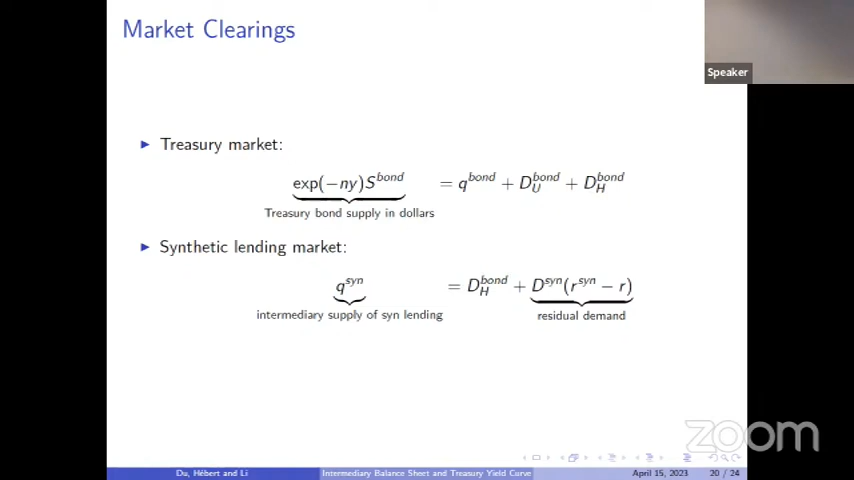 Market Clearings
Speaker
▶ Treasury market:
exp(−ny)S^{bond} = q^{bond} + D_U^{bond} + D_H^{bond}
Treasury bond supply in dollars
▶ Synthetic lending market:
q^{syn} = D_H^{bond} + D^{syn}(r^{syn} − r)
intermediary supply of syn lending residual demand
zoom
Du, Hébert and Li Intermediary Balance Sheet and Treasury Yield Curve April 15, 2023 20 / 24